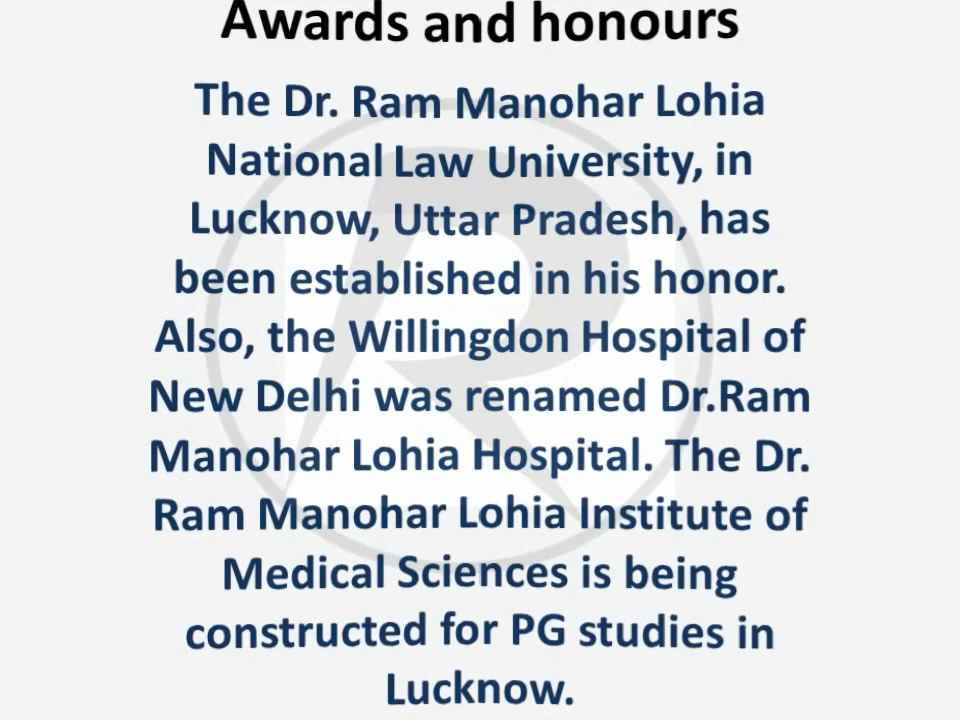 Awards and honours
The Dr. Ram Manohar Lohia
National Law University, in
Lucknow, Uttar Pradesh, has
been established in his honor.
Also, the Willingdon Hospital of
New Delhi was renamed Dr.Ram
Manohar Lohia Hospital. The Dr.
Ram Manohar Lohia Institute of
Medical Sciences is being
constructed for PG studies in
Lucknow.